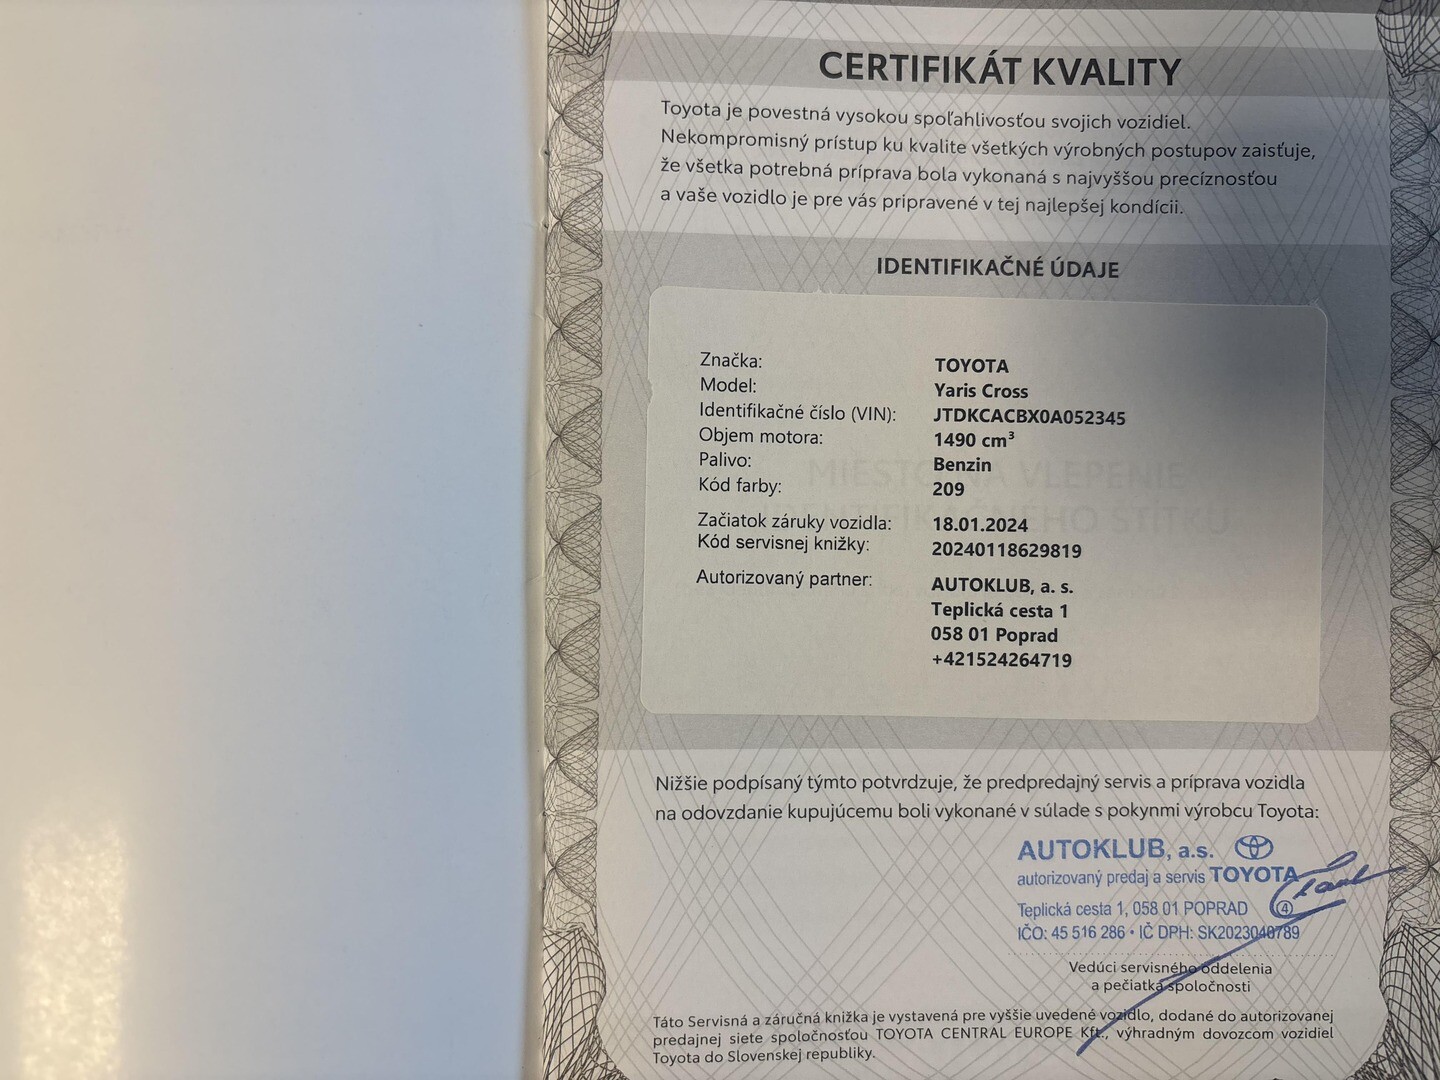 CERTIFIKÁT KVALITY
Toyota je povestná vysokou spoľahlivosťou svojich vozidiel.
Nekompromisný prístup ku kvalite všetkých výrobných postupov zaisťuje,
že všetka potrebná príprava bola vykonaná s najvyššou precíznosťou
a vaše vozidlo je pre vás pripravené v tej najlepšej kondícii.
IDENTIFIKAČNÉ ÚDAJE
Značka: TOYOTA
Model: Yaris Cross
Identifikačné číslo (VIN): JTDKCACBX0A052345
Objem motora: 1490 cm³
Palivo: Benzin
Kód farby: 209
Začiatok záruky vozidla: 18.01.2024
Kód servisnej knižky: 20240118629819
Autorizovaný partner: AUTOKLUB, a. s.
Teplická cesta 1
058 01 Poprad
+421524264719
Nižšie podpísaný týmto potvrdzuje, že predpredajný servis a príprava vozidla
na odovzdanie kupujúcemu boli vykonané v súlade s pokynmi výrobcu Toyota:
AUTOKLUB, a.s.
autorizovaný predaj a servis TOYOTA
Teplická cesta 1, 058 01 POPRAD 4
IČO: 45 516 286 • IČ DPH: SK2023040789
Vedúci servisného oddelenia
a pečiatka spoločnosti
Táto Servisná a záručná knižka je vystavená pre vyššie uvedené vozidlo, dodané do autorizovanej
predajnej siete spoločnosťou TOYOTA CENTRAL EUROPE Kft., výhradným dovozcom vozidiel
Toyota do Slovenskej republiky.